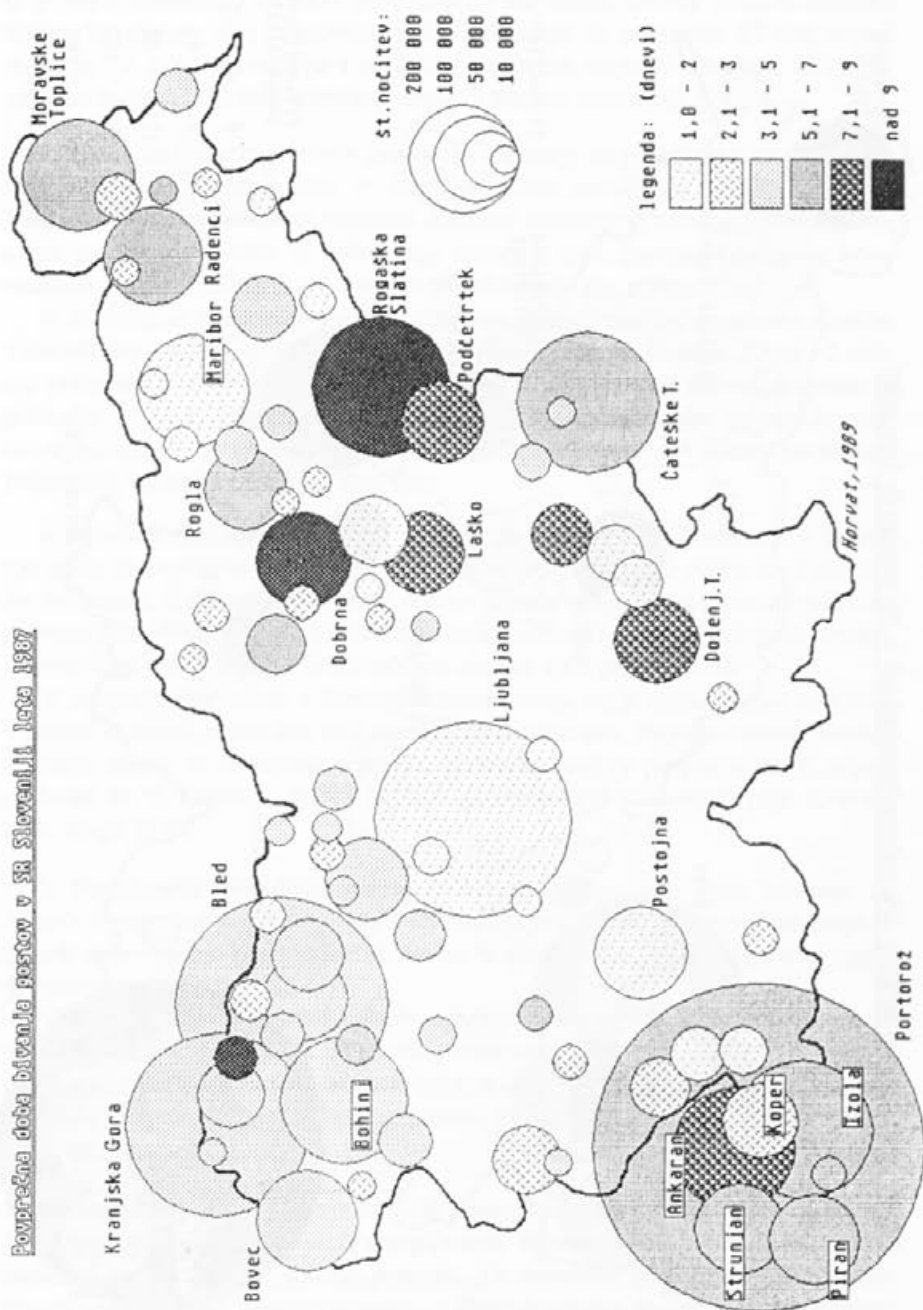 Povprečna doba bivanja gostov v SR Sloveniji leta 1987
Kranjska Gora
Bovec
Bled
Bohinj
Rogla
Maribor
Radenci
Moravske
Toplice
Dobrna
Laško
Rogaška
Slatina
Podčetrtek
Ljubljana
Postojna
Dolenj.T.
Čateške T.
Ankaran
Strunjan
Koper
Piran
Izola
Portorož
Horvat,1989
št.nočitev:
200 000
100 000
50 000
10 000
legenda: (dnevi)
1,0 - 2
2,1 - 3
3,1 - 5
5,1 - 7
7,1 - 9
nad 9